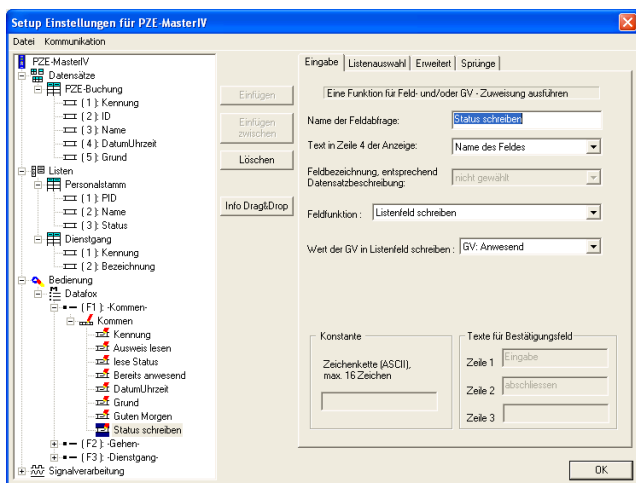 Setup Einstellungen für PZE-MasterIV
Datei Kommunikation
PZE-MasterIV
Datensätze
PZE-Buchung
( 1 ): Kennung
( 2 ): ID
( 3 ): Name
( 4 ): DatumUhrzeit
( 5 ): Grund
Listen
Personalstamm
( 1 ): PID
( 2 ): Name
( 3 ): Status
Dienstgang
( 1 ): Kennung
( 2 ): Bezeichnung
Bedienung
Datafox
( F1 ): -Kommen-
Kommen
Kennung
Ausweis lesen
lese Status
Bereits anwesend
DatumUhrzeit
Grund
Guten Morgen
Status schreiben
( F2 ): -Gehen-
( F3 ): -Dienstgang-
Signalverarbeitung
Einfügen
Einfügen
zwischen
Löschen
Info Drag&Drop
Eingabe Listenauswahl Erweitert Sprünge
Eine Funktion für Feld- und/oder GV - Zuweisung ausführen
Name der Feldabfrage: Status schreiben
Text in Zeile 4 der Anzeige: Name des Feldes
Feldbezeichnung, entsprechend
Datensatzbeschreibung: nicht gewählt
Feldfunktion : Listenfeld schreiben
Wert der GV in Listenfeld schreiben : GV: Anwesend
Konstante
Zeichenkette (ASCII),
max. 16 Zeichen
Texte für Bestätigungsfeld
Zeile 1 Eingabe
Zeile 2 abschliessen
Zeile 3
OK